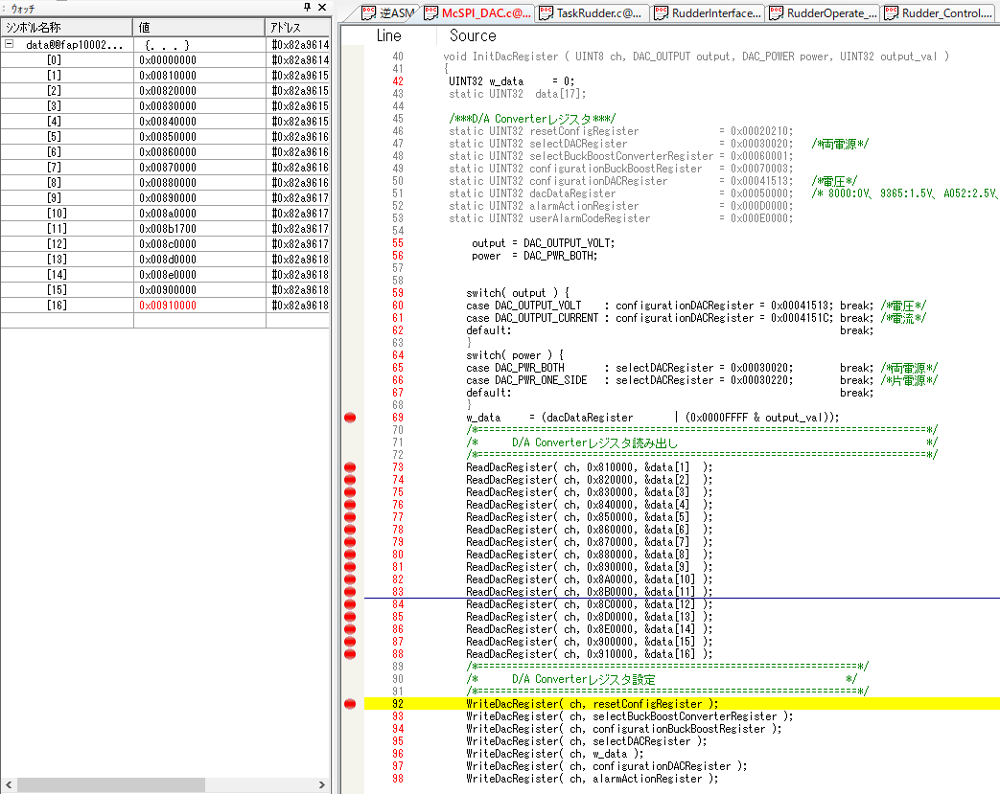 ウォッチ
シンボル名称 値 アドレス
data@@fap10002... {. . . } #0x82a9614
[0] 0x00000000 #0x82a9614
[1] 0x00810000 #0x82a9615
[2] 0x00820000 #0x82a9615
[3] 0x00830000 #0x82a9615
[4] 0x00840000 #0x82a9615
[5] 0x00850000 #0x82a9616
[6] 0x00860000 #0x82a9616
[7] 0x00870000 #0x82a9616
[8] 0x00880000 #0x82a9616
[9] 0x00890000 #0x82a9617
[10] 0x008a0000 #0x82a9617
[11] 0x008b1700 #0x82a9617
[12] 0x008c0000 #0x82a9617
[13] 0x008d0000 #0x82a9618
[14] 0x008e0000 #0x82a9618
[15] 0x00900000 #0x82a9618
[16] 0x00910000 #0x82a9618
逆ASM McSPI_DAC.c@... TaskRudder.c@... RudderInterface... RudderOperate_... Rudder_Control....
Line Source
40 void InitDacRegister ( UINT8 ch, DAC_OUTPUT output, DAC_POWER power, UINT32 output_val )
41 {
42 UINT32 w_data = 0;
43 static UINT32 data[17];
44
45 /***D/A Converterレジスタ***/
46 static UINT32 resetConfigRegister = 0x00020210;
47 static UINT32 selectDACRegister = 0x00030020; /*両電源*/
48 static UINT32 selectBuckBoostConverterRegister = 0x00060001;
49 static UINT32 configurationBuckBoostRegister = 0x00070003;
50 static UINT32 configurationDACRegister = 0x00041513; /*電圧*/
51 static UINT32 dacDataRegister = 0x00050000; /* 8000:0V、9365:1.5V、A052:2.5V、
52 static UINT32 alarmActionRegister = 0x000D0000;
53 static UINT32 userAlarmCodeRegister = 0x000E0000;
54
55 output = DAC_OUTPUT_VOLT;
56 power = DAC_PWR_BOTH;
57
58
59 switch( output ) {
60 case DAC_OUTPUT_VOLT : configurationDACRegister = 0x00041513; break; /*電圧*/
61 case DAC_OUTPUT_CURRENT : configurationDACRegister = 0x0004151C; break; /*電流*/
62 default: break;
63 }
64 switch( power ) {
65 case DAC_PWR_BOTH : selectDACRegister = 0x00030020; break; /*両電源*/
66 case DAC_PWR_ONE_SIDE : selectDACRegister = 0x00030220; break; /*片電源*/
67 default: break;
68 }
69 w_data = (dacDataRegister | (0x0000FFFF & output_val));
70 /*===============================================================================*/
71 /* D/A Converterレジスタ読み出し */
72 /*===============================================================================*/
73 ReadDacRegister( ch, 0x810000, &data[1] );
74 ReadDacRegister( ch, 0x820000, &data[2] );
75 ReadDacRegister( ch, 0x830000, &data[3] );
76 ReadDacRegister( ch, 0x840000, &data[4] );
77 ReadDacRegister( ch, 0x850000, &data[5] );
78 ReadDacRegister( ch, 0x860000, &data[6] );
79 ReadDacRegister( ch, 0x870000, &data[7] );
80 ReadDacRegister( ch, 0x880000, &data[8] );
81 ReadDacRegister( ch, 0x890000, &data[9] );
82 ReadDacRegister( ch, 0x8A0000, &data[10] );
83 ReadDacRegister( ch, 0x8B0000, &data[11] );
84 ReadDacRegister( ch, 0x8C0000, &data[12] );
85 ReadDacRegister( ch, 0x8D0000, &data[13] );
86 ReadDacRegister( ch, 0x8E0000, &data[14] );
87 ReadDacRegister( ch, 0x900000, &data[15] );
88 ReadDacRegister( ch, 0x910000, &data[16] );
89 /*===================================================================*/
90 /* D/A Converterレジスタ設定 */
91 /*===================================================================*/
92 WriteDacRegister( ch, resetConfigRegister );
93 WriteDacRegister( ch, selectBuckBoostConverterRegister );
94 WriteDacRegister( ch, configurationBuckBoostRegister );
95 WriteDacRegister( ch, selectDACRegister );
96 WriteDacRegister( ch, w_data );
97 WriteDacRegister( ch, configurationDACRegister );
98 WriteDacRegister( ch, alarmActionRegister );